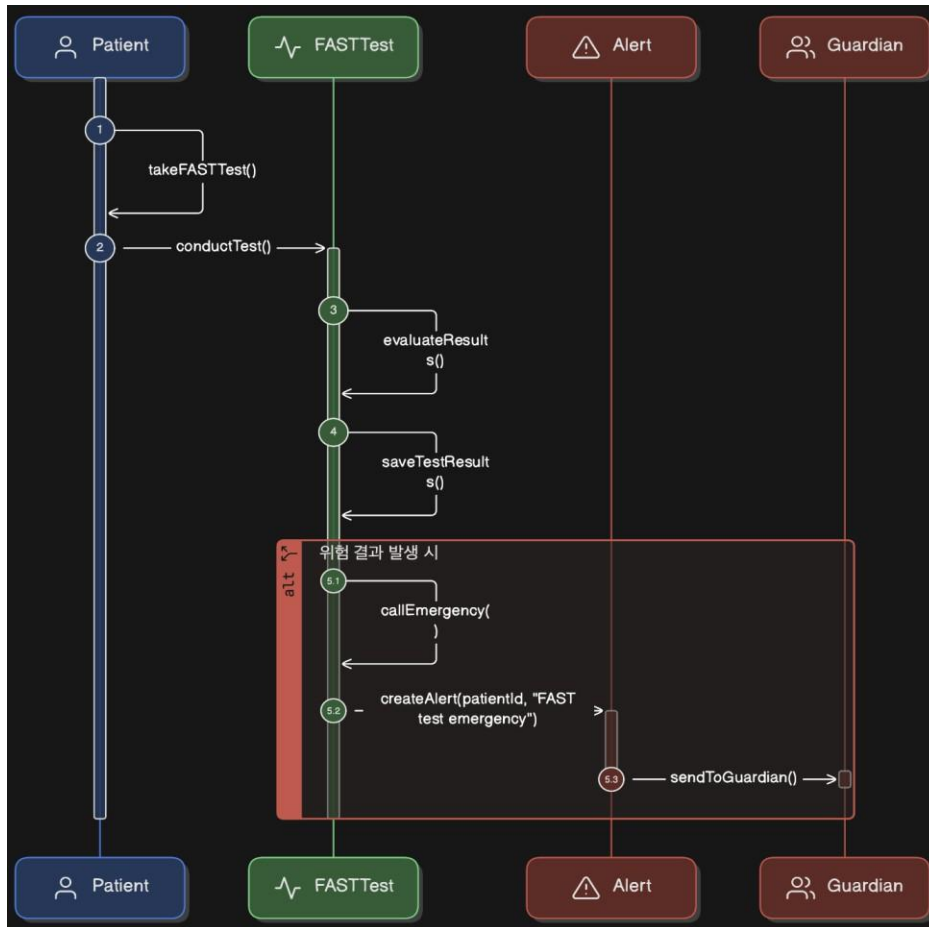 Patient
FASTTest
Alert
Guardian
1
takeFASTTest()
2
conductTest()
3
evaluateResult
s()
4
saveTestResult
s()
alt
위험 결과 발생 시
5.1
callEmergency(
)
5.2
createAlert(patientId, "FAST
test emergency")
5.3
sendToGuardian()
Patient
FASTTest
Alert
Guardian